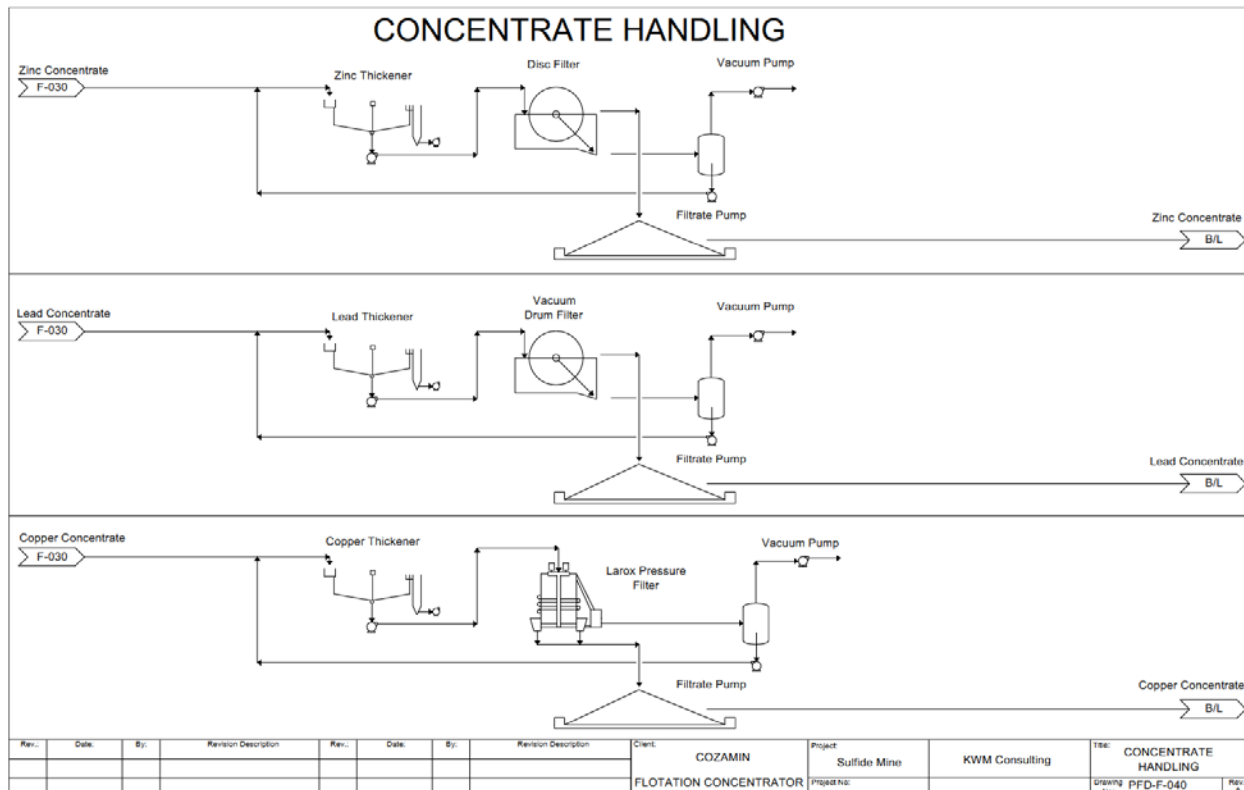 CONCENTRATE HANDLING
Zinc Concentrate
F-030
Zinc Thickener
Disc Filter
Vacuum Pump
Filtrate Pump
Zinc Concentrate
B/L
Lead Concentrate
F-030
Lead Thickener
Vacuum
Drum Filter
Vacuum Pump
Filtrate Pump
Lead Concentrate
B/L
Copper Concentrate
F-030
Copper Thickener
Larox Pressure
Filter
Vacuum Pump
Filtrate Pump
Copper Concentrate
B/L
Rev.: Date: By: Revision Description Rev.: Date: By: Revision Description
Client:
COZAMIN
FLOTATION CONCENTRATOR
Project:
Sulfide Mine
Project No:
KWM Consulting
Title:
CONCENTRATE
HANDLING
Drawing PFD-F-040
Rev.